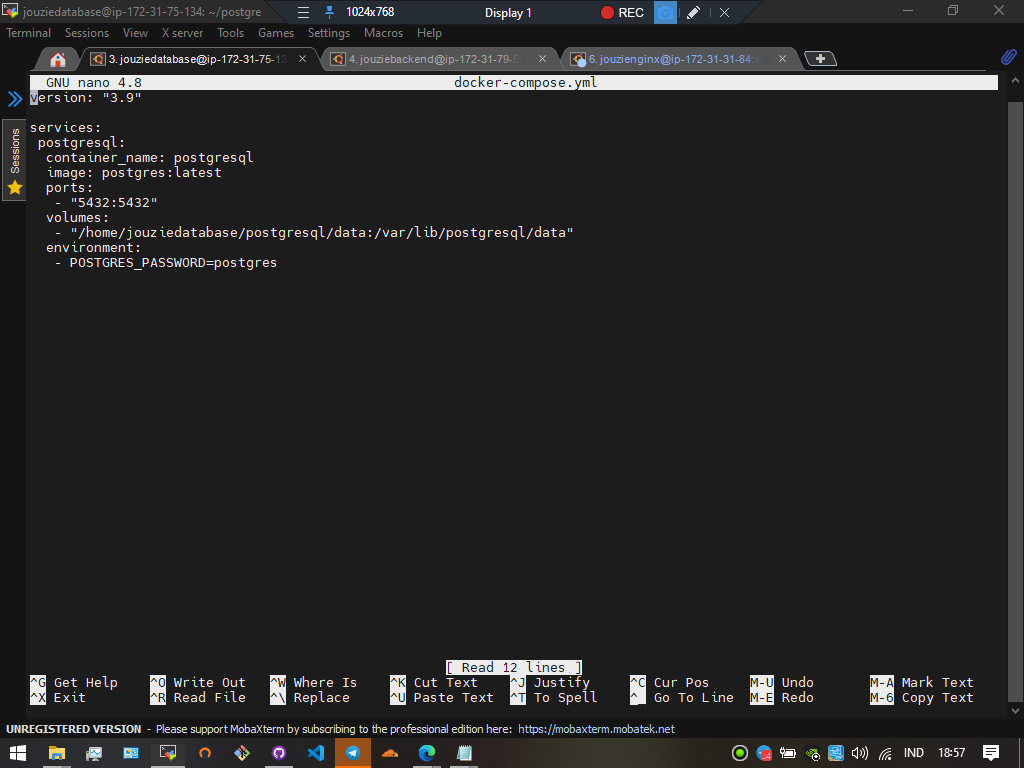 jouziedatabase@ip-172-31-75-134: ~/postgre
1024x768
Display 1
REC
Terminal Sessions View X server Tools Games Settings Macros Help
3. jouziedatabase@ip-172-31-75-13
4. jouziebackend@ip-172-31-79-8
6. jouzienginx@ip-172-31-31-84:
Sessions
GNU nano 4.8 docker-compose.yml
version: "3.9"
services:
postgresql:
container_name: postgresql
image: postgres:latest
ports:
- "5432:5432"
volumes:
- "/home/jouziedatabase/postgresql/data:/var/lib/postgresql/data"
environment:
- POSTGRES_PASSWORD=postgres
[ Read 12 lines ]
^G Get Help ^O Write Out ^W Where Is ^K Cut Text ^J Justify ^C Cur Pos M-U Undo M-A Mark Text
^X Exit ^R Read File ^\ Replace ^U Paste Text ^T To Spell ^_ Go To Line M-E Redo M-6 Copy Text
UNREGISTERED VERSION - Please support MobaXterm by subscribing to the professional edition here: https://mobaxterm.mobatek.net
IND 18:57